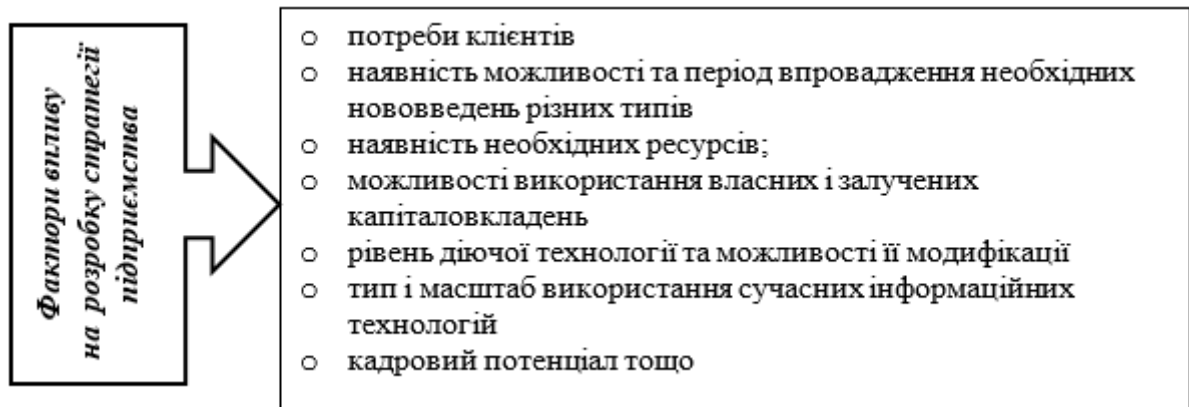 Фактори впливу
на розробку стратегії
підприємства
o потреби клієнтів
o наявність можливості та період впровадження необхідних
нововведень різних типів
o наявність необхідних ресурсів;
o можливості використання власних і залучених
капіталовкладень
o рівень діючої технології та можливості її модифікації
o тип і масштаб використання сучасних інформаційних
технологій
o кадровий потенціал тощо